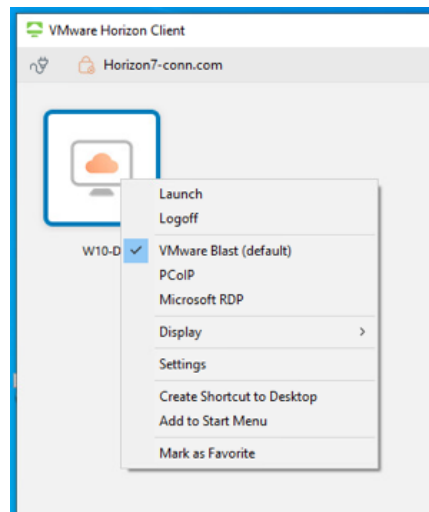 VMware Horizon Client
Horizon7-conn.com
Launch
Logoff
W10-D
VMware Blast (default)
PCoIP
Microsoft RDP
Display
Settings
Create Shortcut to Desktop
Add to Start Menu
Mark as Favorite